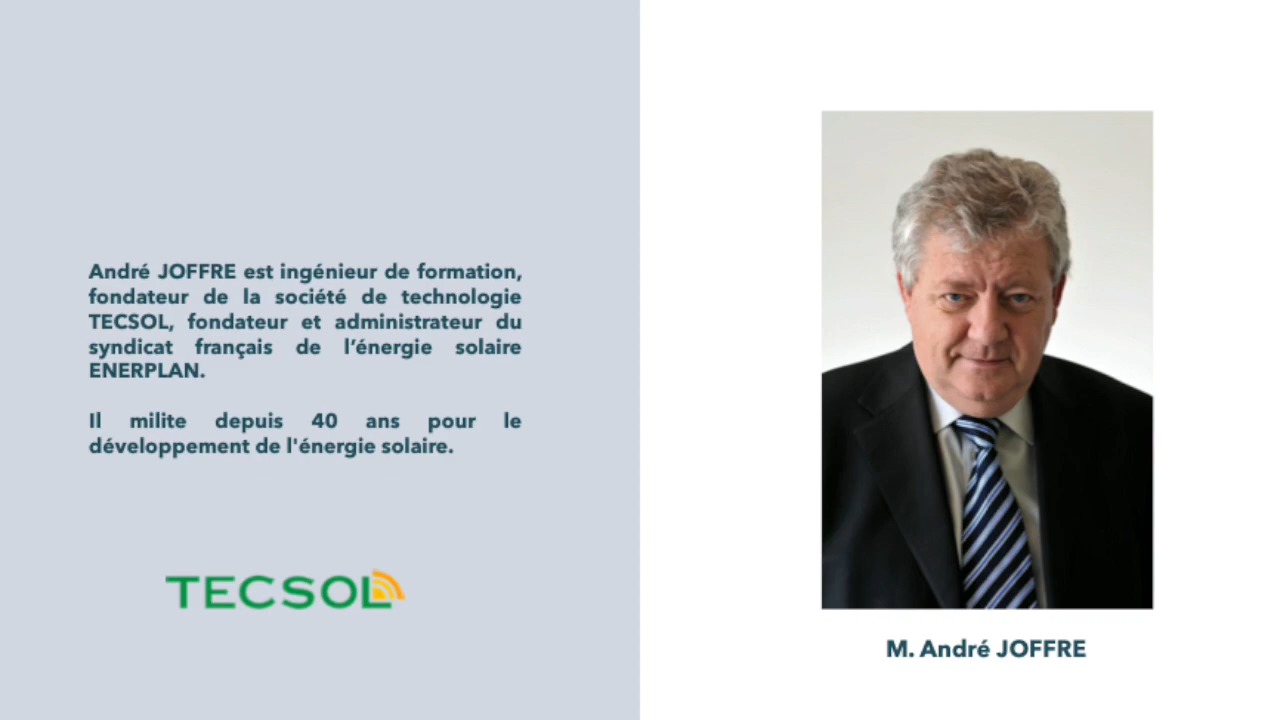 André JOFFRE est ingénieur de formation,
fondateur de la société de technologie
TECSOL, fondateur et administrateur du
syndicat français de l’énergie solaire
ENERPLAN.
Il milite depuis 40 ans pour le
développement de l'énergie solaire.
TECSOL
M. André JOFFRE